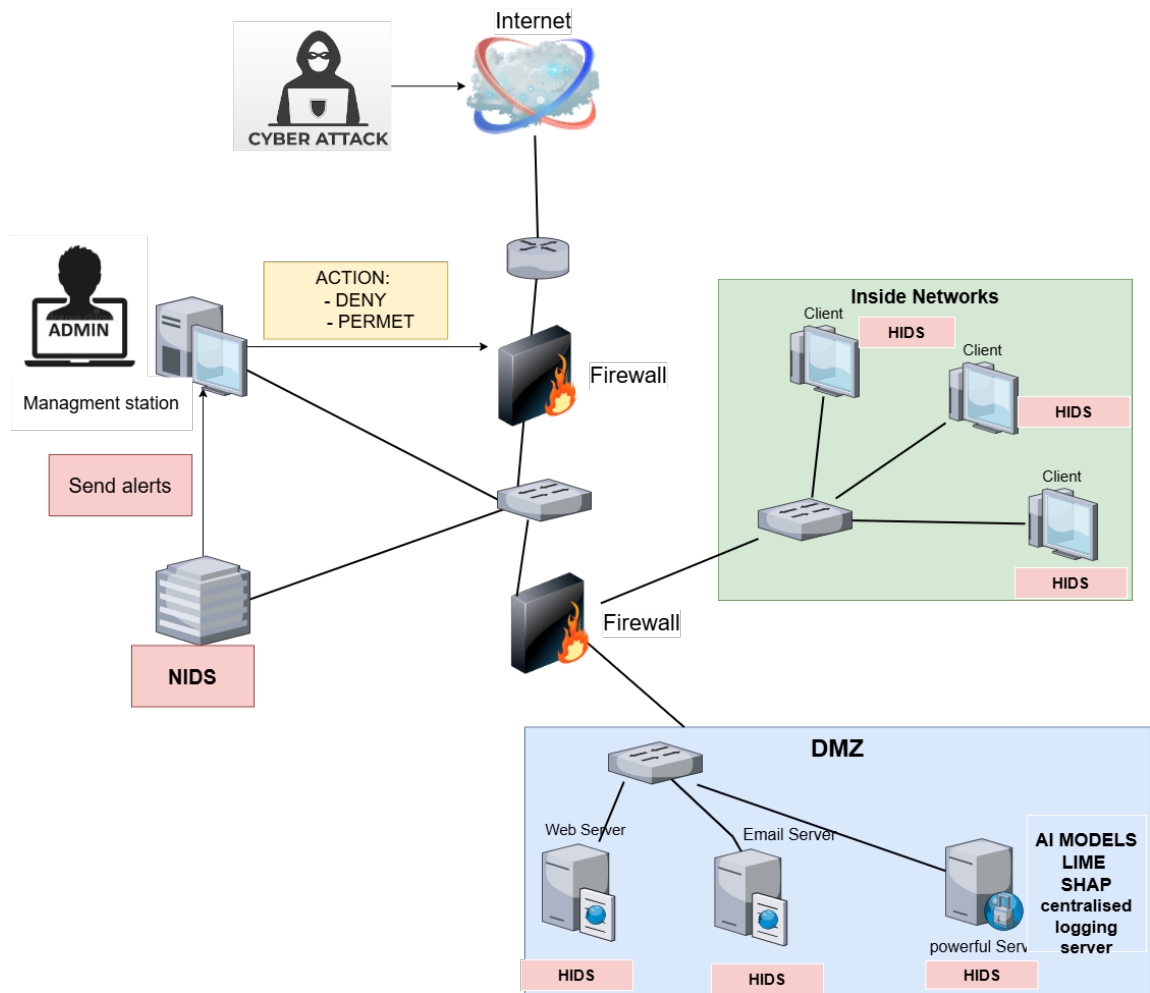 Internet
CYBER ATTACK
ADMIN
Managment station
ACTION:
- DENY
- PERMET
Firewall
Send alerts
NIDS
Firewall
Inside Networks
Client
HIDS
Client
HIDS
Client
HIDS
DMZ
Web Server
HIDS
Email Server
HIDS
AI MODELS
LIME
SHAP
centralised
logging
server
powerful Serv
HIDS